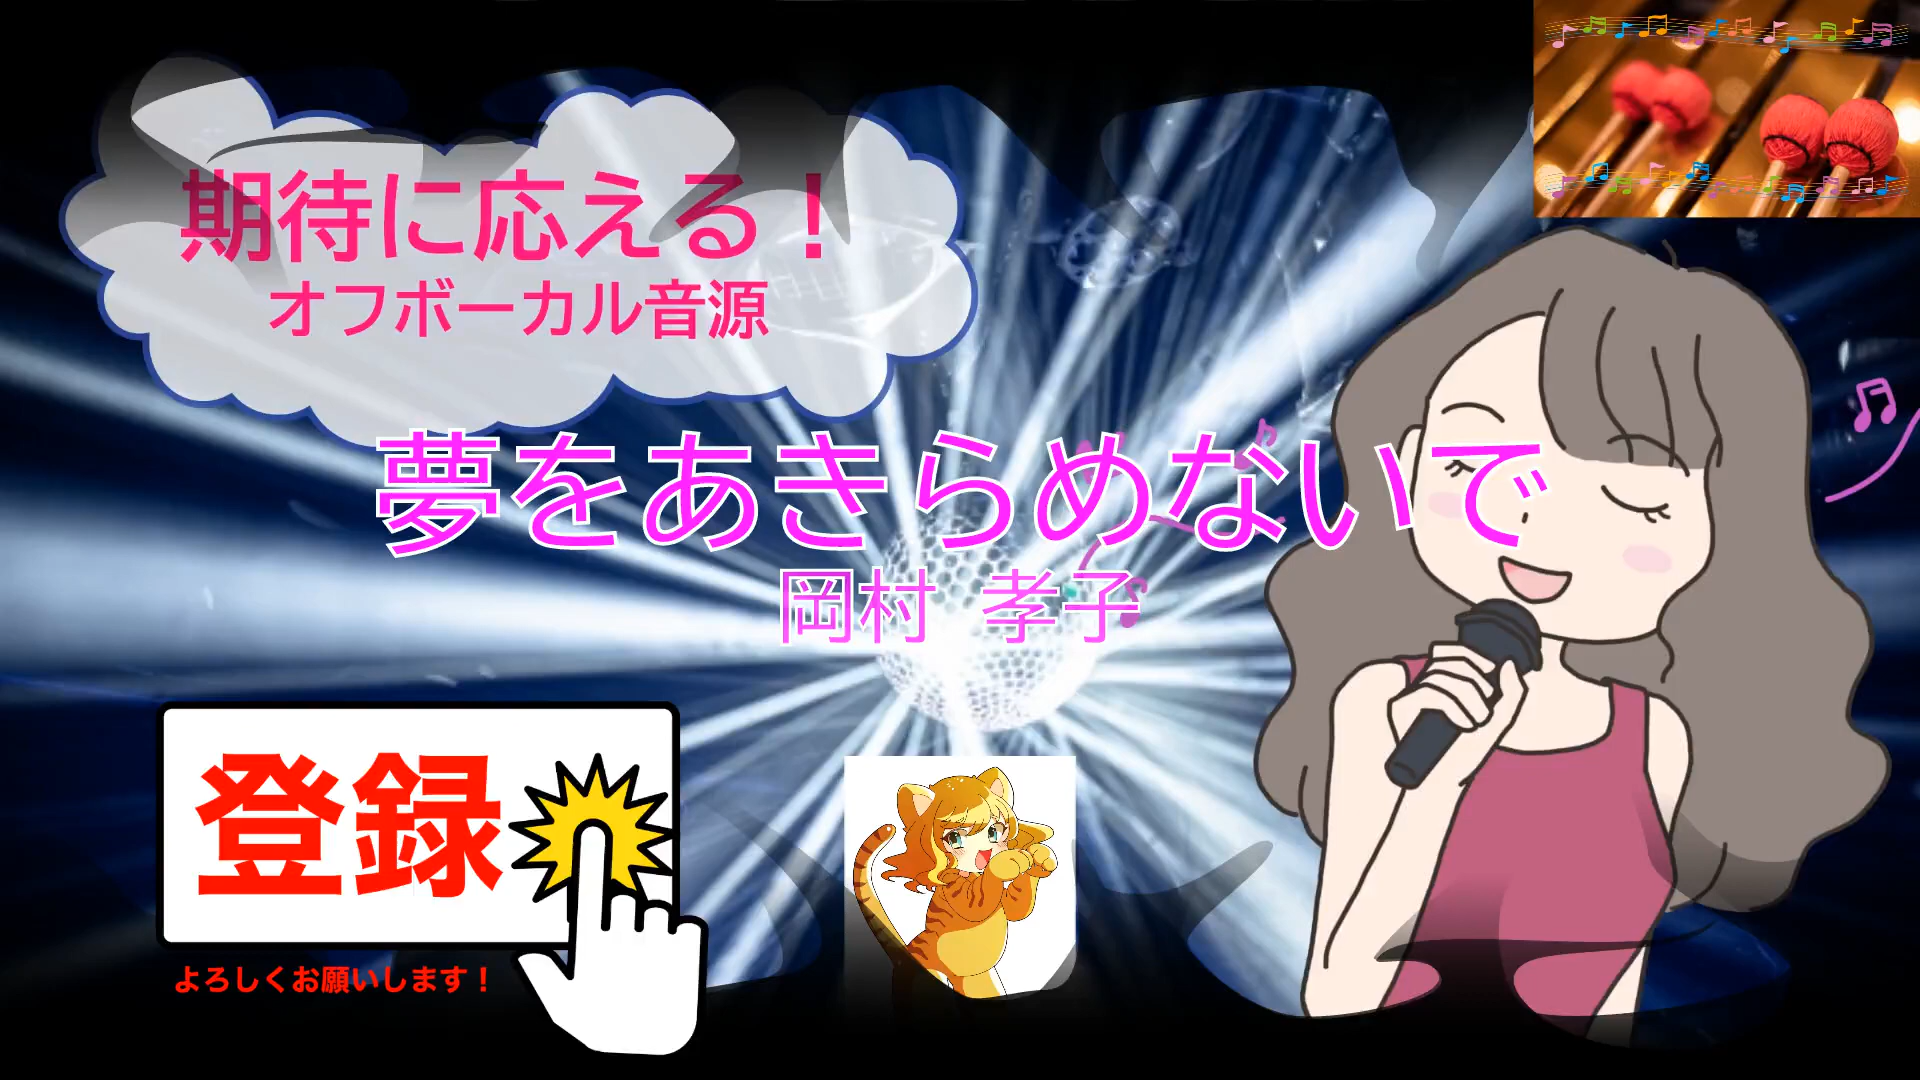 期待に応える！
オフボーカル音源
夢をあきらめないで
岡村 孝子
登録
よろしくお願いします！